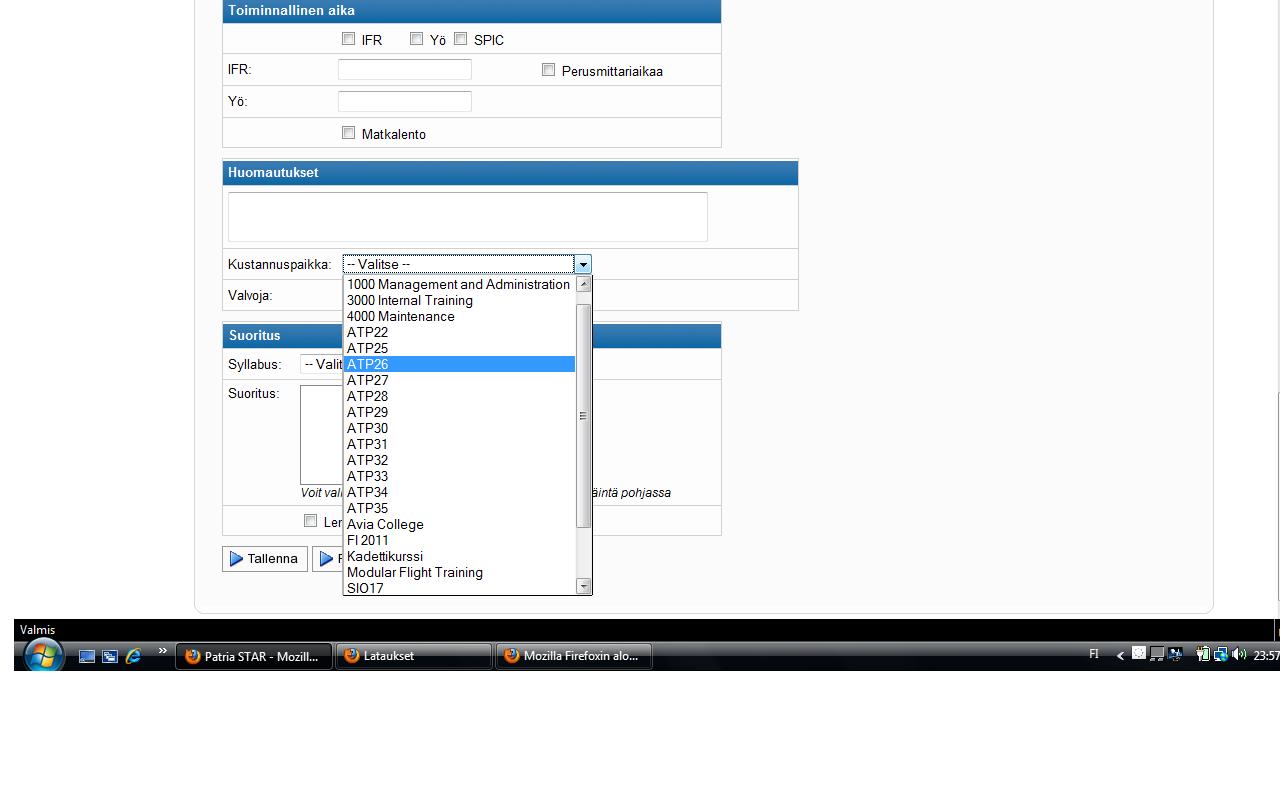 Toiminnallinen aika
IFR Yö SPIC
IFR: Perusmittariaikaa
Yö:
Matkalento
Huomautukset
Kustannuspaikka: -- Valitse --
1000 Management and Administration
Valvoja: 3000 Internal Training
4000 Maintenance
ATP22
Suoritus
ATP25
Syllabus: -- Valit ATP26
ATP27
Suoritus: ATP28
ATP29
ATP30
ATP31
ATP32
ATP33
Voit vali ATP34 äintä pohjassa
ATP35
Ler Avia College
FI 2011
Tallenna Kadettikurssi
Modular Flight Training
SIO17
Valmis
Patria STAR - Mozill... Lataukset Mozilla Firefoxin alo... FI 23:57